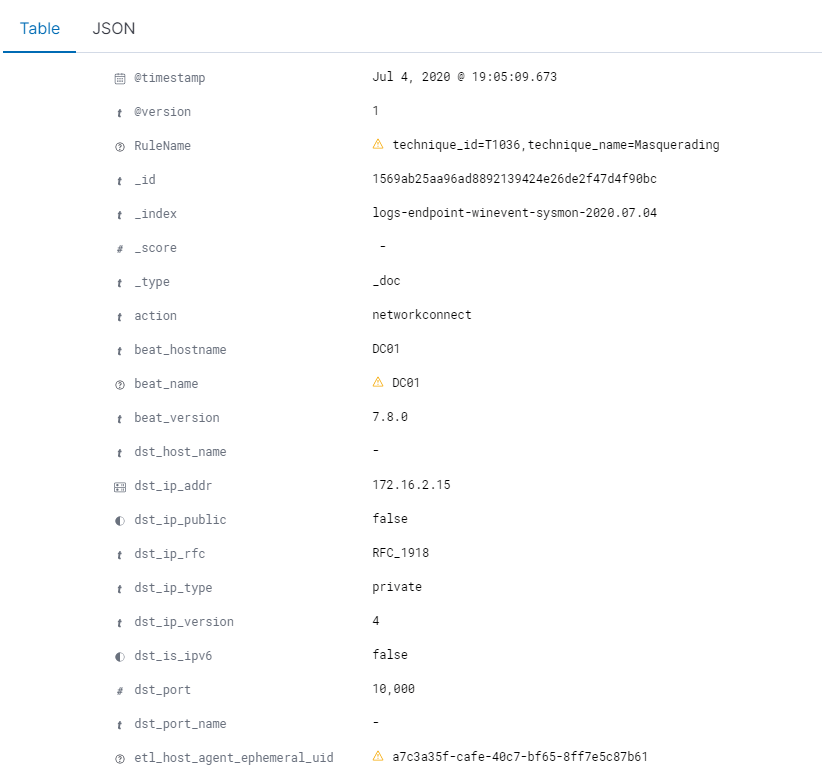 Table JSON
@timestamp Jul 4, 2020 @ 19:05:09.673
@version 1
RuleName technique_id=T1036,technique_name=Masquerading
_id 1569ab25aa96ad8892139424e26de2f47d4f90bc
_index logs-endpoint-winevent-sysmon-2020.07.04
_score -
_type _doc
action networkconnect
beat_hostname DC01
beat_name DC01
beat_version 7.8.0
dst_host_name -
dst_ip_addr 172.16.2.15
dst_ip_public false
dst_ip_rfc RFC_1918
dst_ip_type private
dst_ip_version 4
dst_is_ipv6 false
dst_port 10,000
dst_port_name -
etl_host_agent_ephemeral_uid a7c3a35f-cafe-40c7-bf65-8ff7e5c87b61